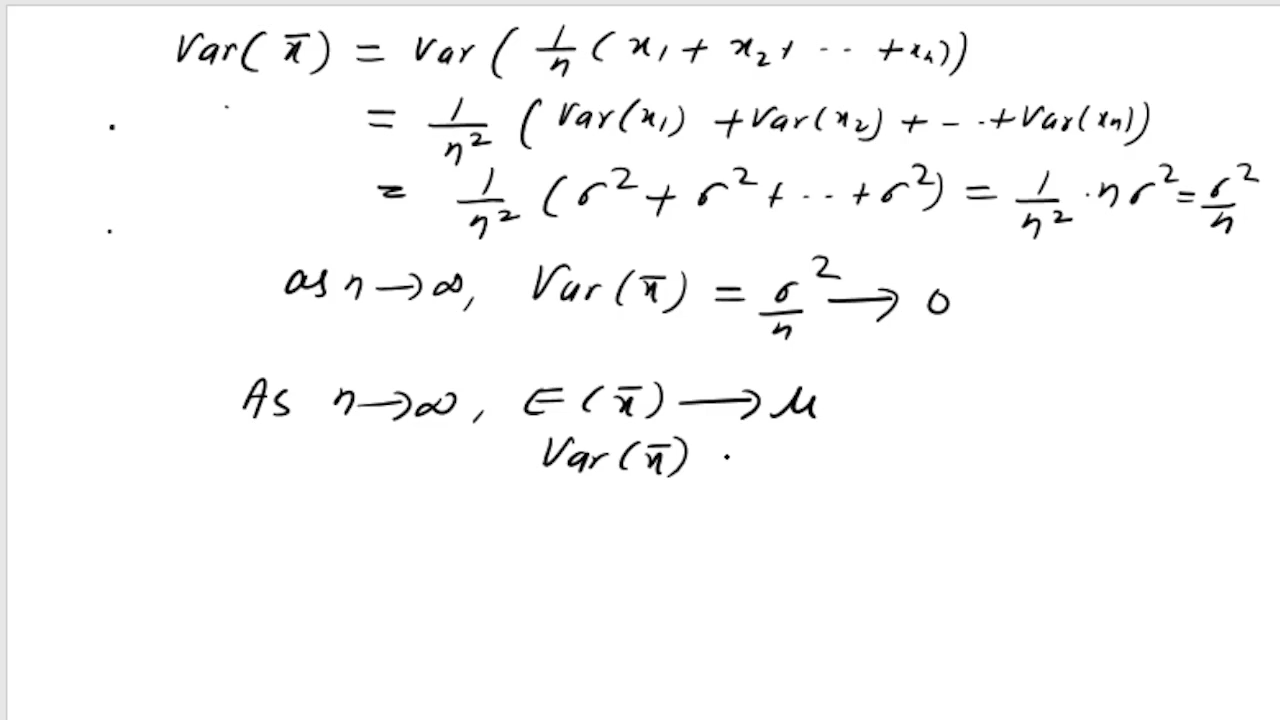 Var( x̄ ) = Var ( 1/n ( x₁ + x₂ + ·· + xₙ))
= 1/n² ( Var(x₁) + Var(x₂) + - ·· + Var(xₙ))
= 1/n² ( σ² + σ² + ·· + σ²) = 1/n² · nσ² = σ²/n
as n → ∞, Var(x̄) = σ²/n → 0
As n → ∞, E(x̄) → μ
Var(x̄) ·